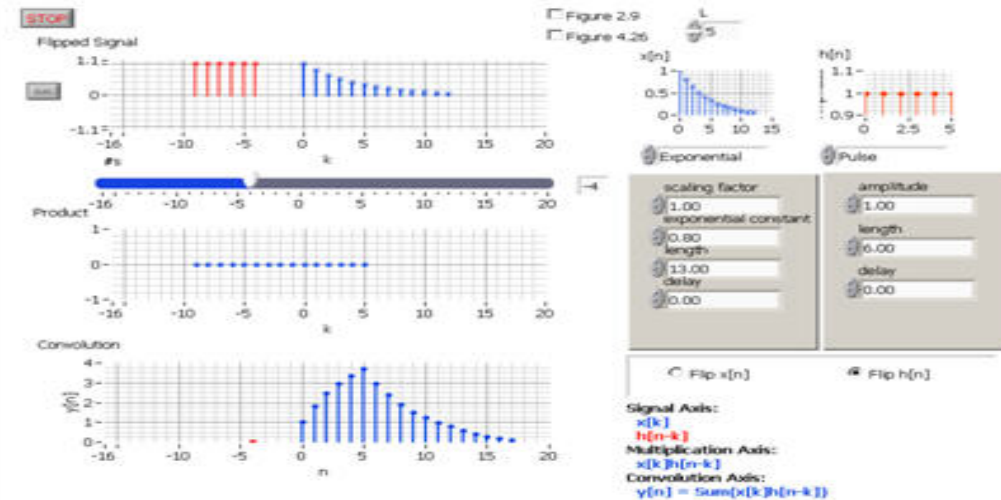 STOP
Figure 2.9
Figure 4.26
L
5
Flipped Signal
1.1
0
-1.1
-16 -10 -5 0 5 10 15 20
k
-16 -10 -5 0 5 10 15 20
-4
Product
1
0
-1
-16 -10 -5 0 5 10 15 20
k
Convolution
y[n]
4
3
2
1
0
-16 -10 -5 0 5 10 15 20
n
x[n]
1
0.5
0
0 5 10 15
Exponential
h[n]
1.1
1
0.9
0 2.5 5
Pulse
scaling factor
1.00
exponential constant
0.80
length
13.00
delay
0.00
amplitude
1.00
length
6.00
delay
0.00
Flip x[n]
Flip h[n]
Signal Axis:
x[k]
h[n-k]
Multiplication Axis:
x[k]h[n-k]
Convolution Axis:
y[n] = Sum(x[k]h[n-k])